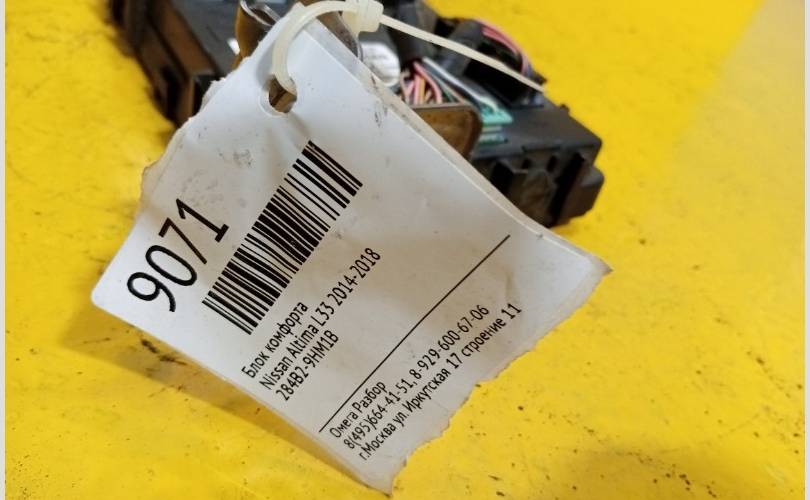 9071
Блок комфорта
Nissan Altima L33 2014-2018
284B2-9HM1B
Омега Разбор
8(495)664-41-51, 8-929-600-67-06
г.Москва ул.Иркутская 17 строение 11